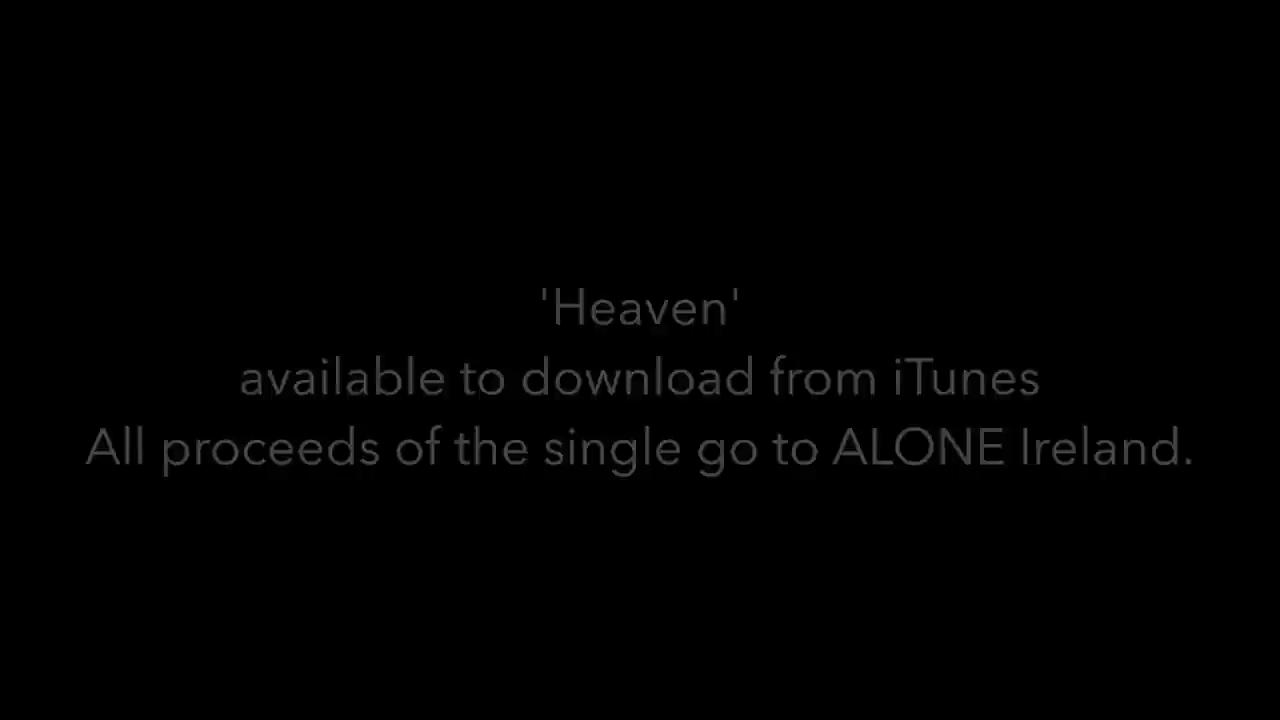 'Heaven'
available to download from iTunes
All proceeds of the single go to ALONE Ireland.